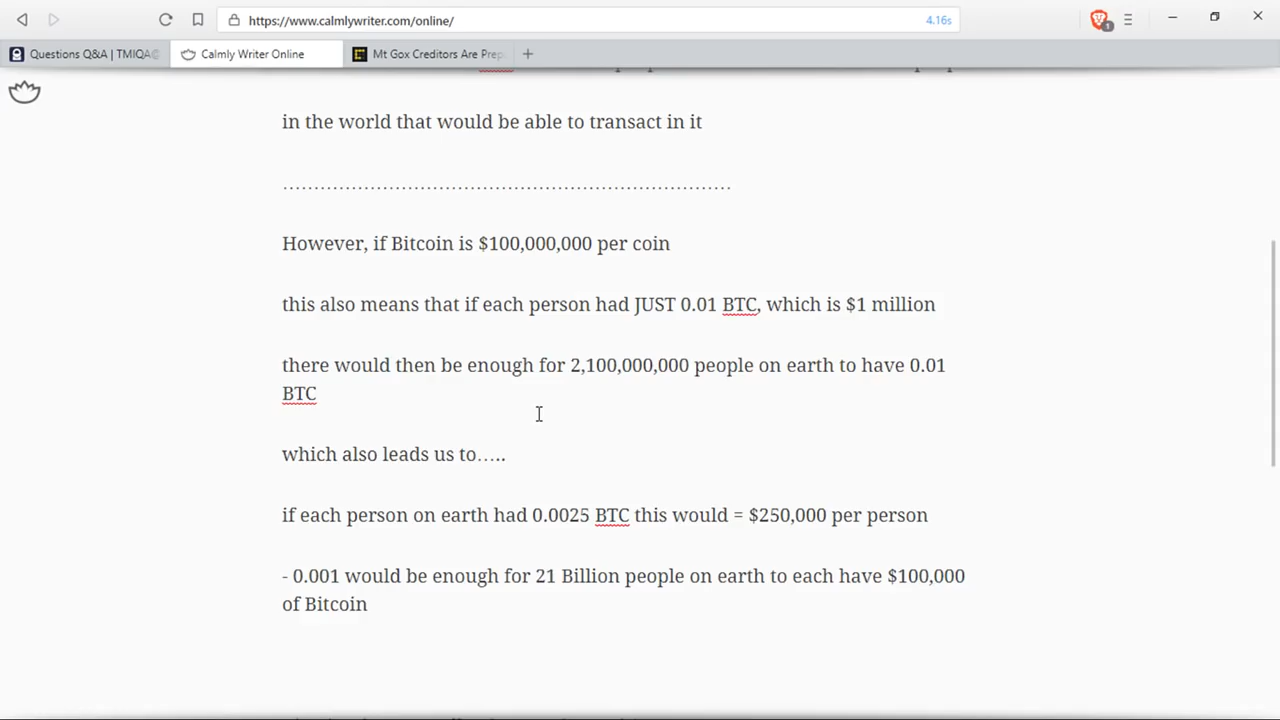 https://www.calmlywriter.com/online/
4.16s
1
Questions Q&A | TMIQA@
Calmly Writer Online
Mt Gox Creditors Are Prep
in the world that would be able to transact in it
……………………………………………………………
However, if Bitcoin is $100,000,000 per coin
this also means that if each person had JUST 0.01 BTC, which is $1 million
there would then be enough for 2,100,000,000 people on earth to have 0.01
BTC
which also leads us to…..
if each person on earth had 0.0025 BTC this would = $250,000 per person
- 0.001 would be enough for 21 Billion people on earth to each have $100,000
of Bitcoin